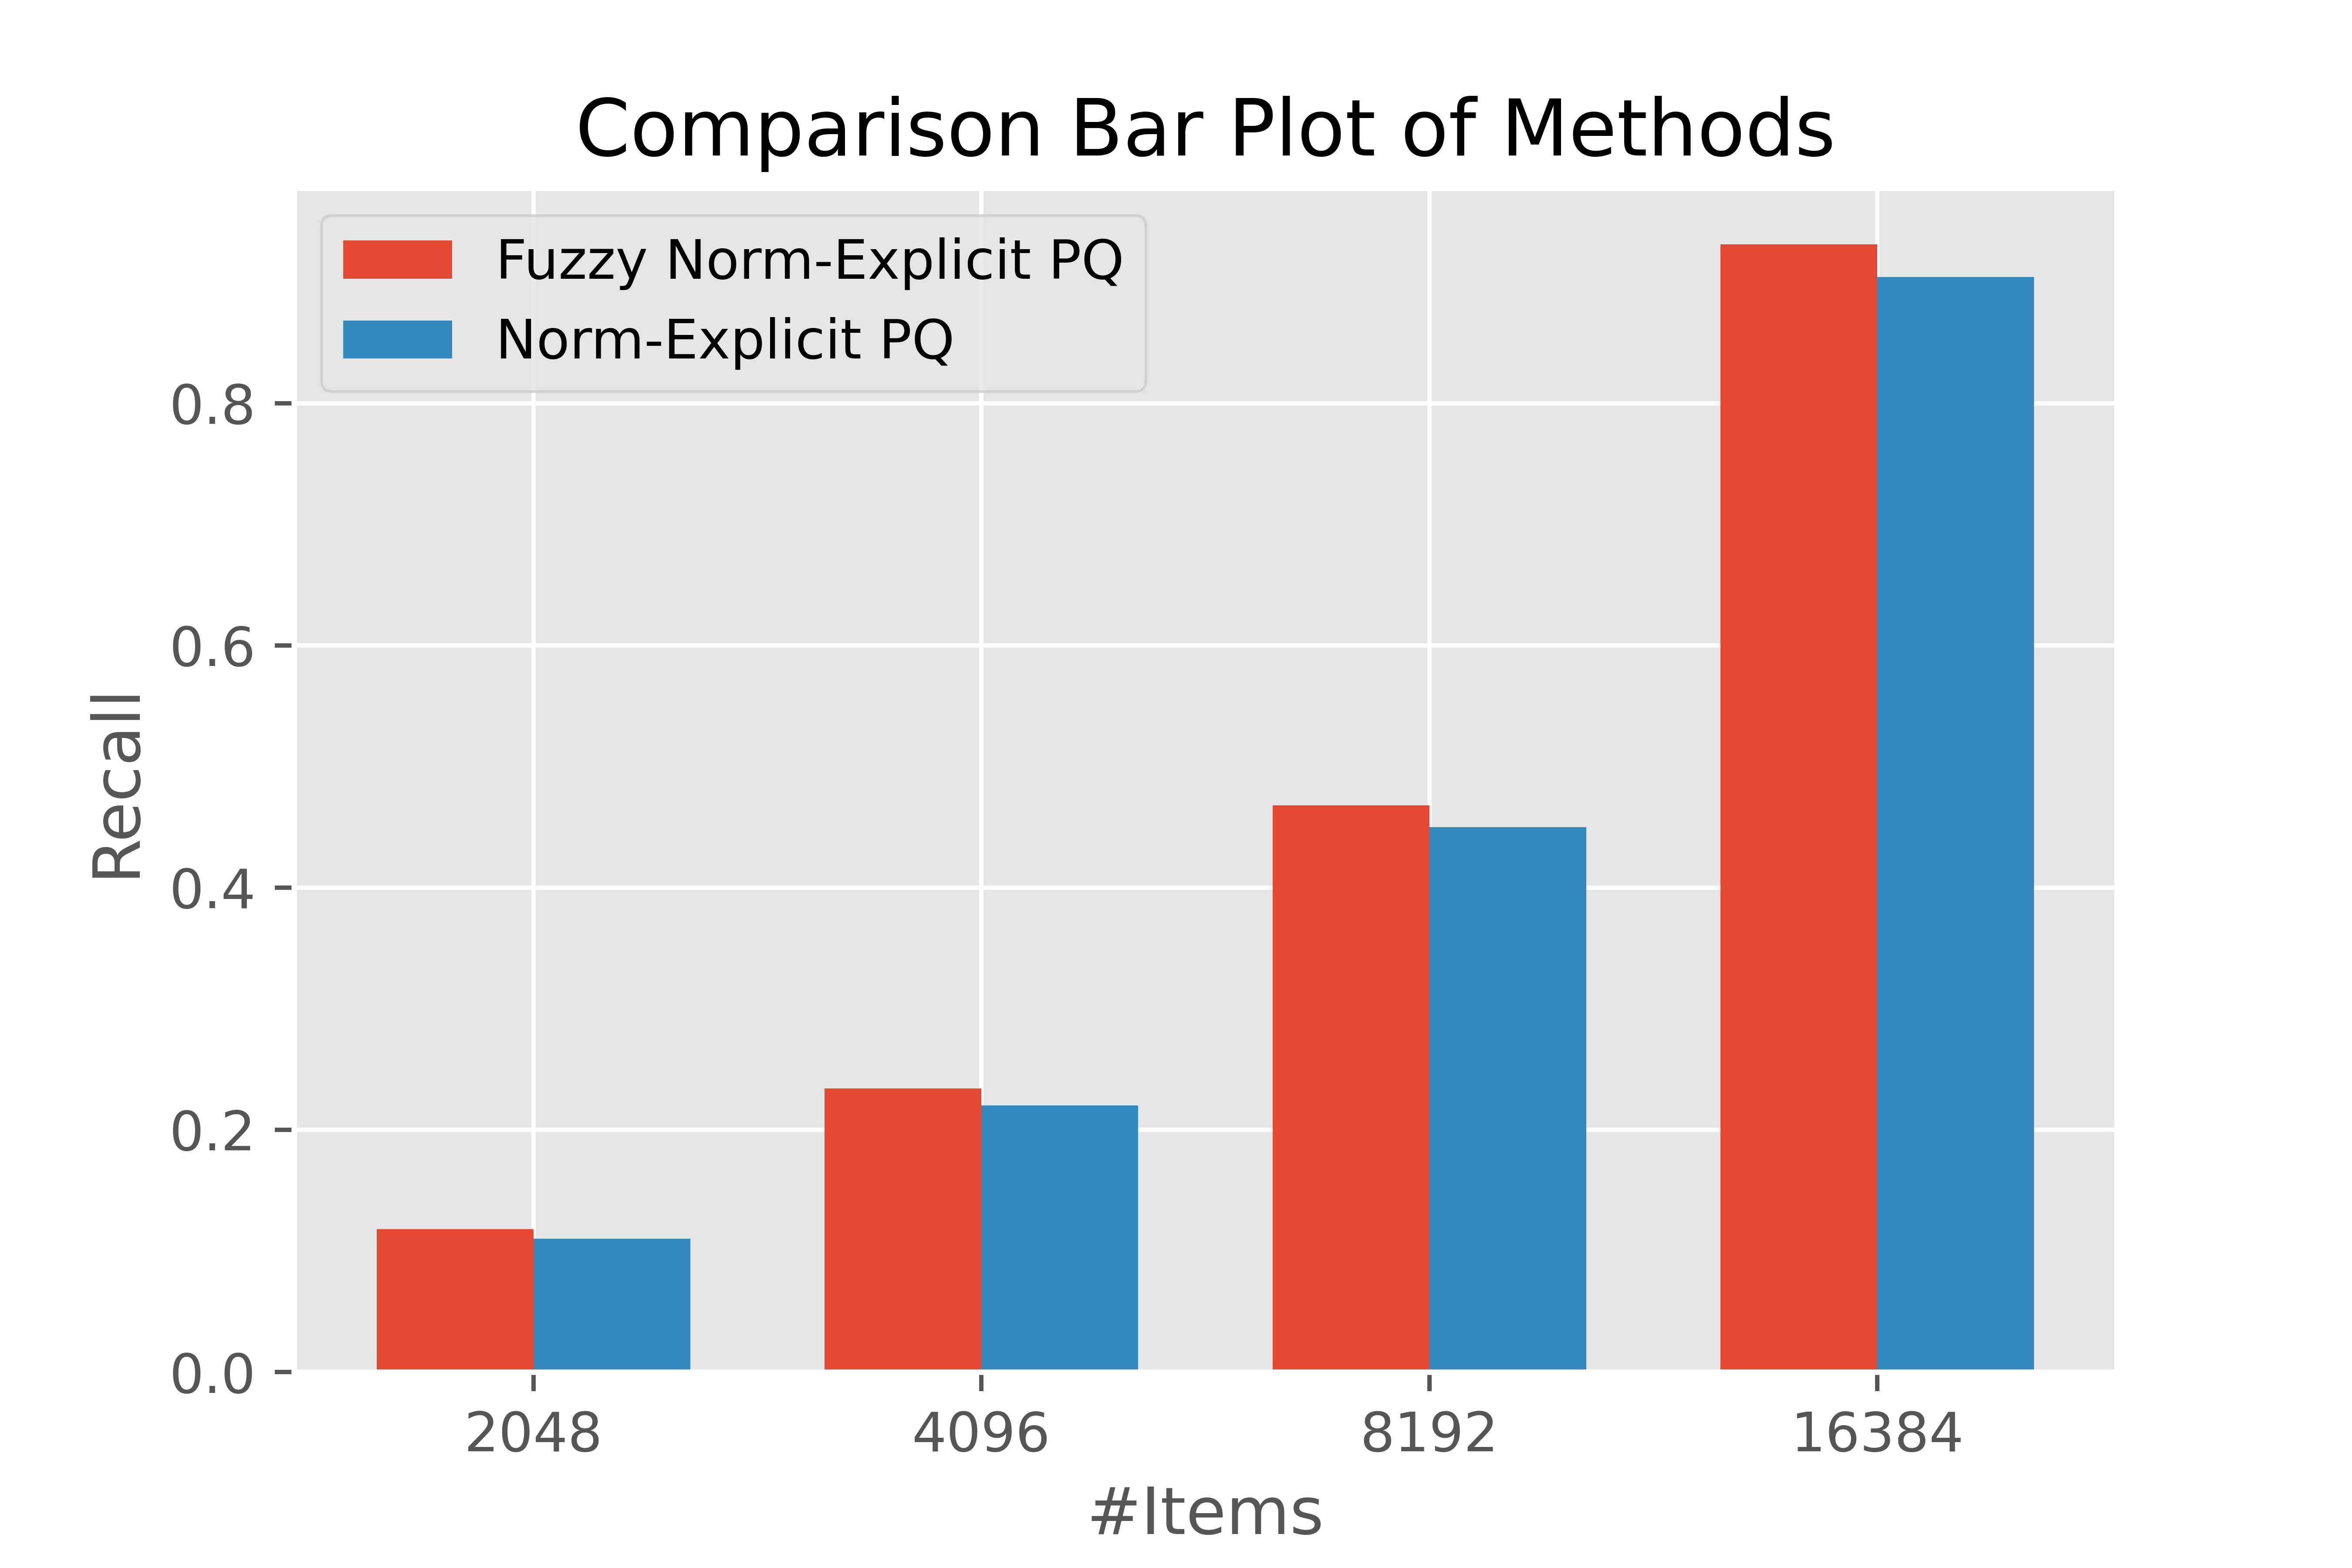 Comparison Bar Plot of Methods
Fuzzy Norm-Explicit PQ
Norm-Explicit PQ
0.8
0.6
0.4
0.2
0.0
Recall
2048 4096 8192 16384
#Items